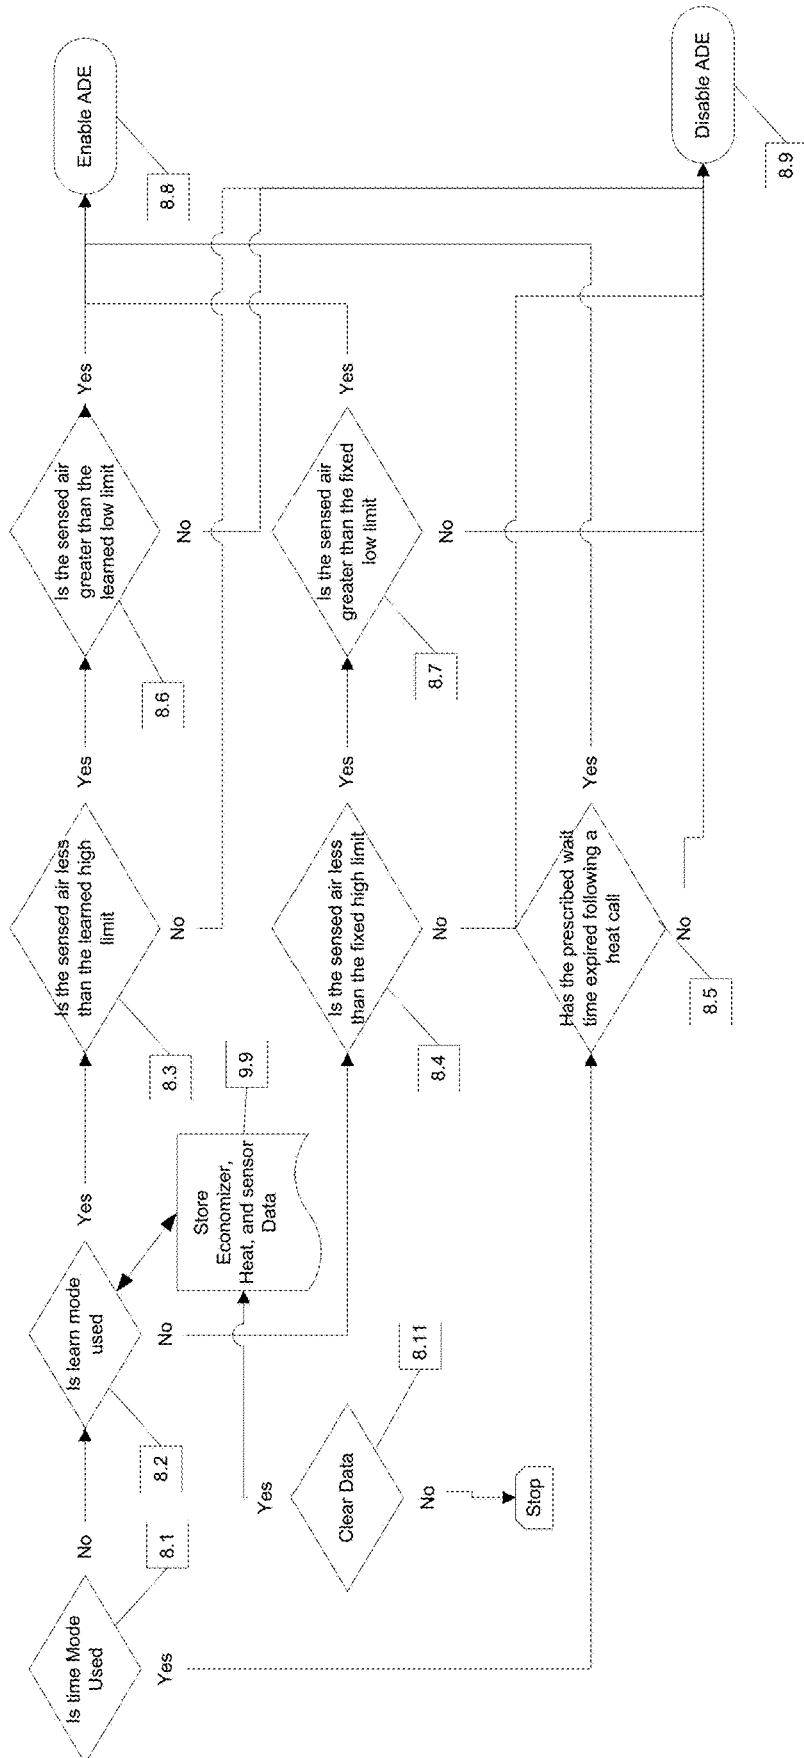 Is time Mode
Used
8.1
No
Yes
Is learn mode
used
8.2
Yes
No
Store
Economizer,
Heat, and sensor
Data
9.9
Clear Data
8.11
Yes
No
Stop
Is the sensed air less
than the learned high
limit
8.3
Yes
No
Is the sensed air less
than the fixed high limit
8.4
Yes
No
Has the prescribed wait
time expired following a
heat call
8.5
Yes
No
Is the sensed air
greater than the
learned low limit
8.6
Yes
No
Is the sensed air
greater than the fixed
low limit
8.7
Yes
No
Enable ADE
8.8
Disable ADE
8.9